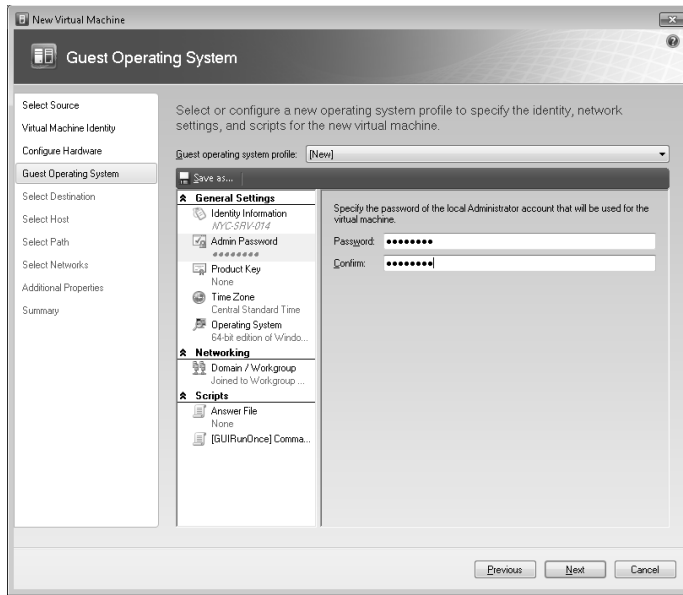 New Virtual Machine
Guest Operating System
Select Source
Virtual Machine Identity
Configure Hardware
Guest Operating System
Select Destination
Select Host
Select Path
Select Networks
Additional Properties
Summary
Select or configure a new operating system profile to specify the identity, network
settings, and scripts for the new virtual machine.
Guest operating system profile: [New]
Save as...
General Settings
Identity Information
NYC-SRV-014
Admin Password
********
Product Key
None
Time Zone
Central Standard Time
Operating System
64-bit edition of Windo...
Networking
Domain / Workgroup
Joined to Workgroup ...
Scripts
Answer File
None
[GUIRunOnce] Comma...
Specify the password of the local Administrator account that will be used for the
virtual machine.
Password: ●●●●●●●●
Confirm: ●●●●●●●●
Previous Next Cancel